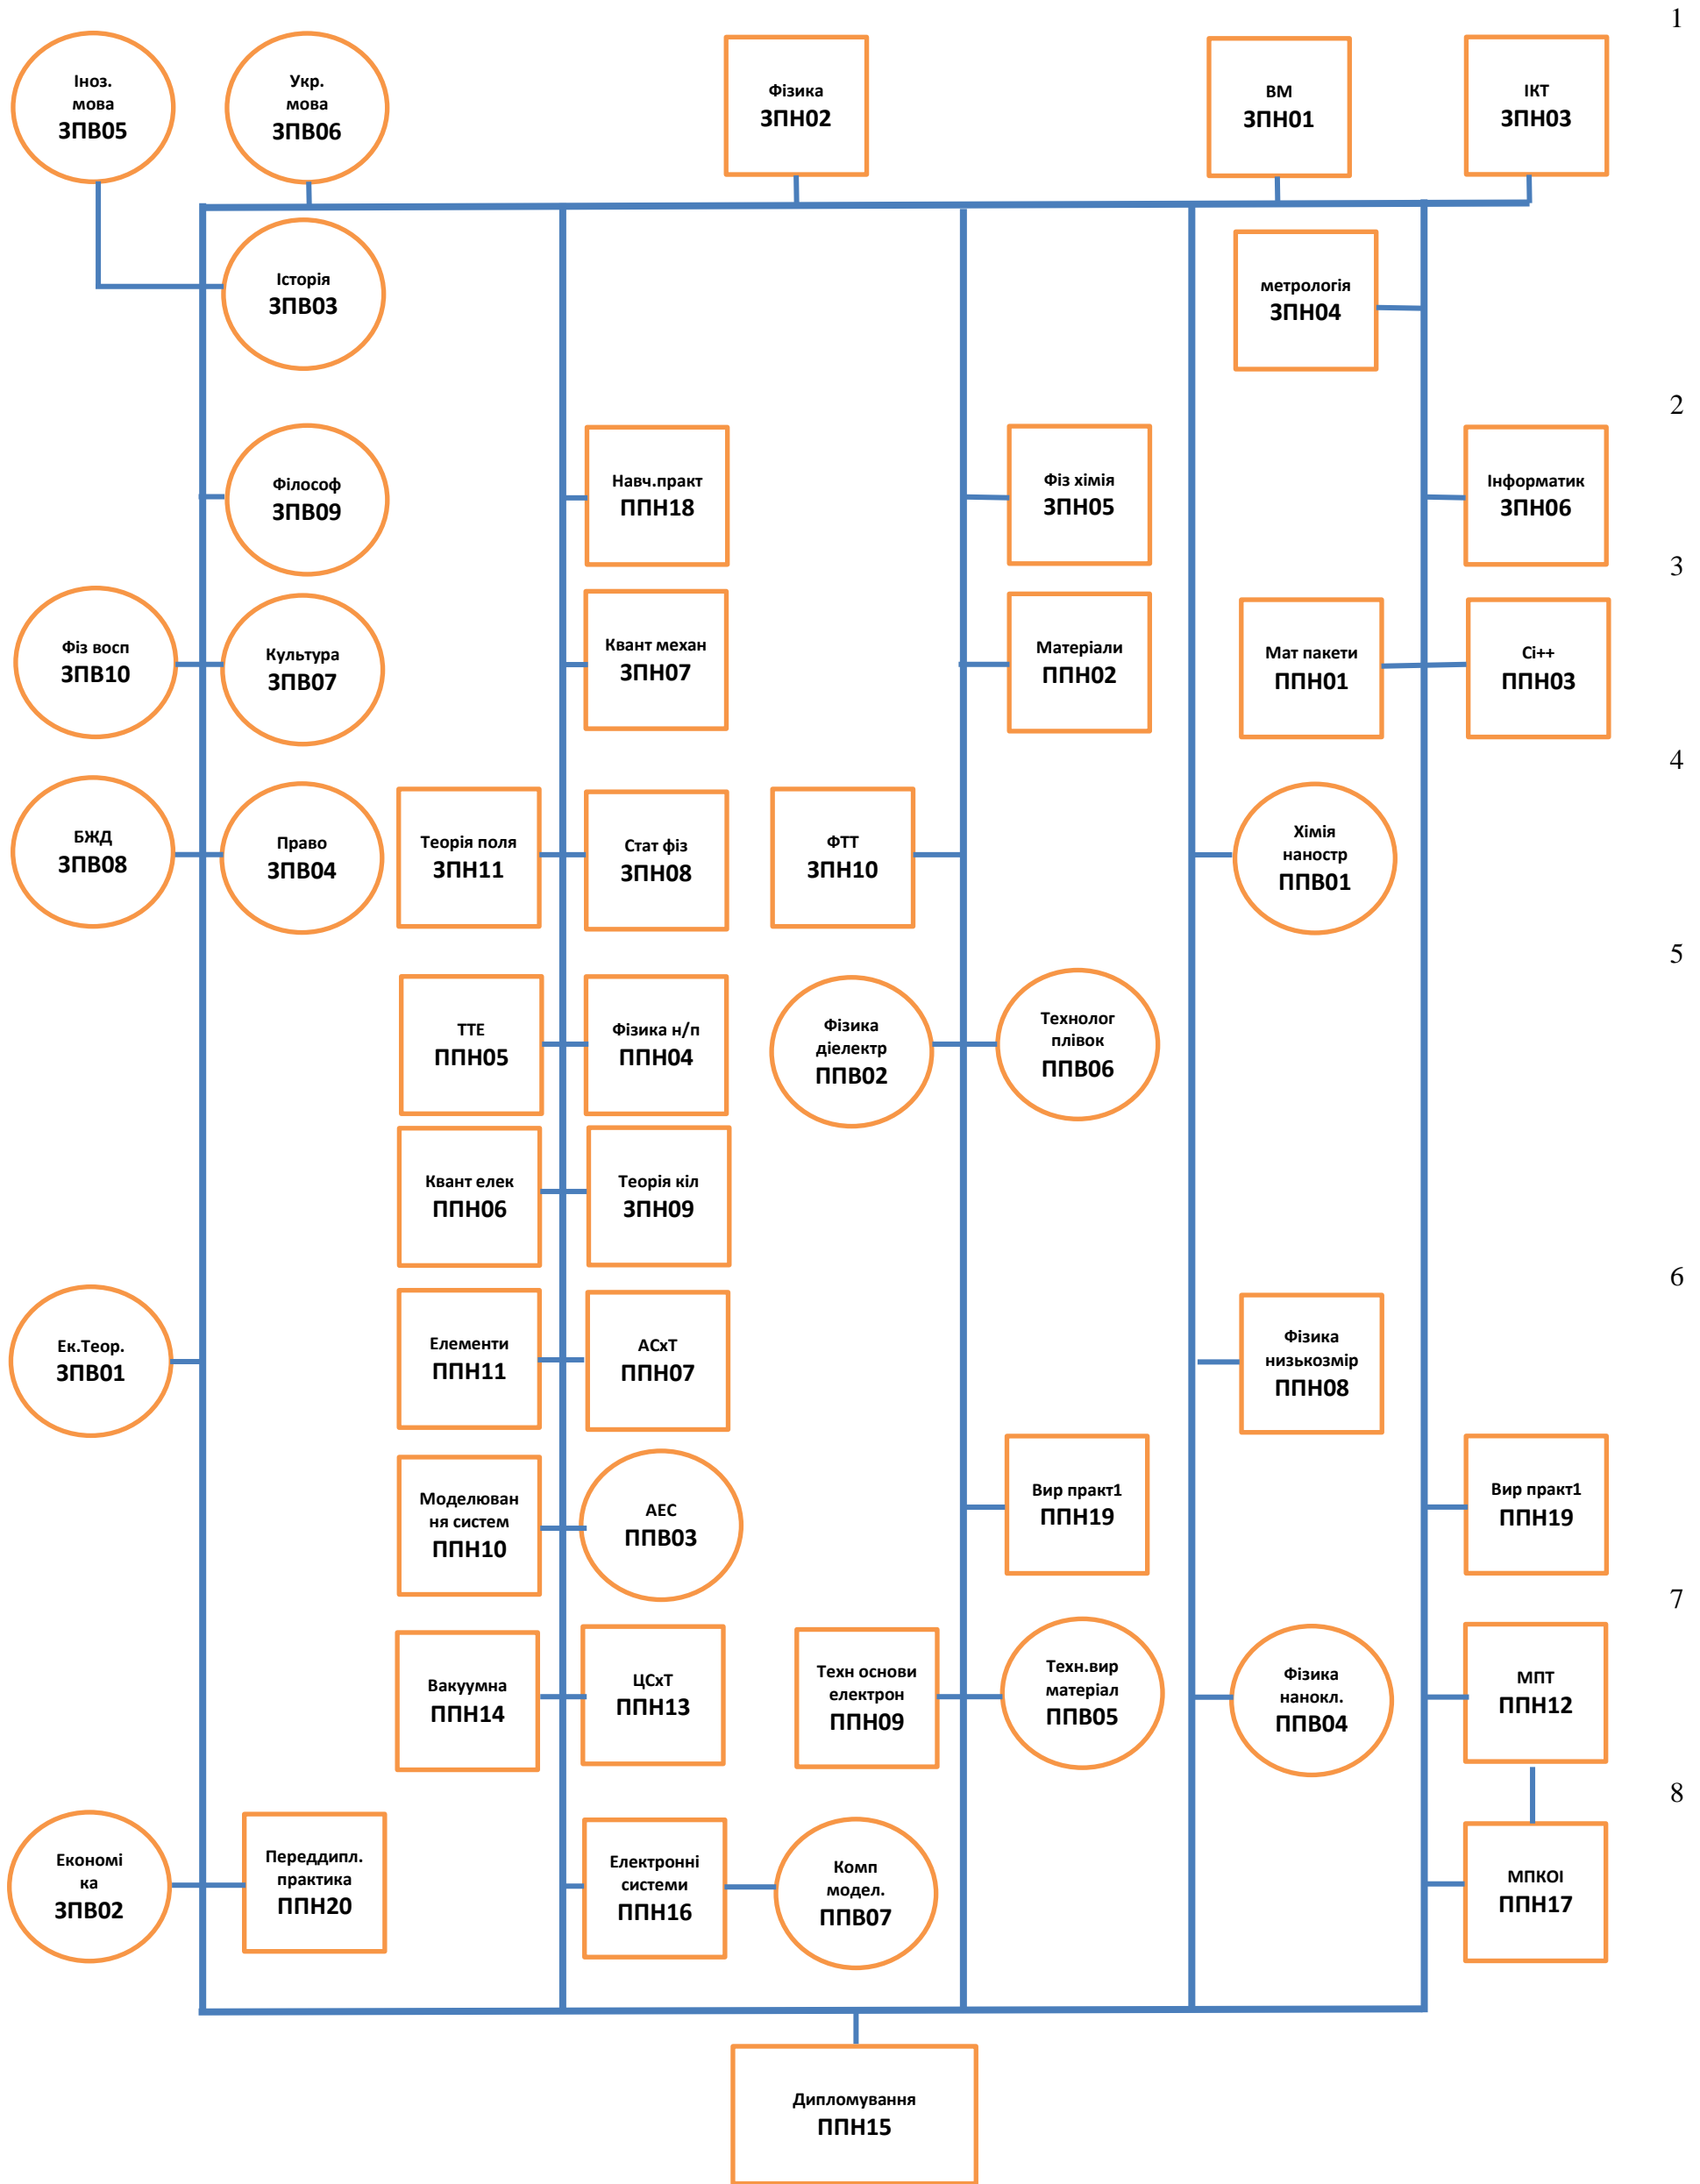 1
Іноз.
мова
ЗПВ05
Укр.
мова
ЗПВ06
Фізика
ЗПН02
ВМ
ЗПН01
ІКТ
ЗПН03
Історія
ЗПВ03
метрологія
ЗПН04
2
Філософ
ЗПВ09
Навч.практ
ППН18
Фіз хімія
ЗПН05
Інформатик
ЗПН06
3
Фіз восп
ЗПВ10
Культура
ЗПВ07
Квант механ
ЗПН07
Матеріали
ППН02
Мат пакети
ППН01
Сі++
ППН03
4
БЖД
ЗПВ08
Право
ЗПВ04
Теорія поля
ЗПН11
Стат фіз
ЗПН08
ФТТ
ЗПН10
Хімія
наностр
ППВ01
5
ТТЕ
ППН05
Фізика н/п
ППН04
Фізика
діелектр
ППВ02
Технолог
плівок
ППВ06
Квант елек
ППН06
Теорія кіл
ЗПН09
6
Ек.Теор.
ЗПВ01
Елементи
ППН11
АСхТ
ППН07
Фізика
низькозмір
ППН08
Моделюван
ня систем
ППН10
АЕС
ППВ03
Вир практ1
ППН19
Вир практ1
ППН19
7
Вакуумна
ППН14
ЦСхТ
ППН13
Техн основи
електрон
ППН09
Техн.вир
матеріал
ППВ05
Фізика
нанокл.
ППВ04
МПТ
ППН12
8
Економі
ка
ЗПВ02
Переддипл.
практика
ППН20
Електронні
системи
ППН16
Комп
модел.
ППВ07
МПКОІ
ППН17
Дипломування
ППН15